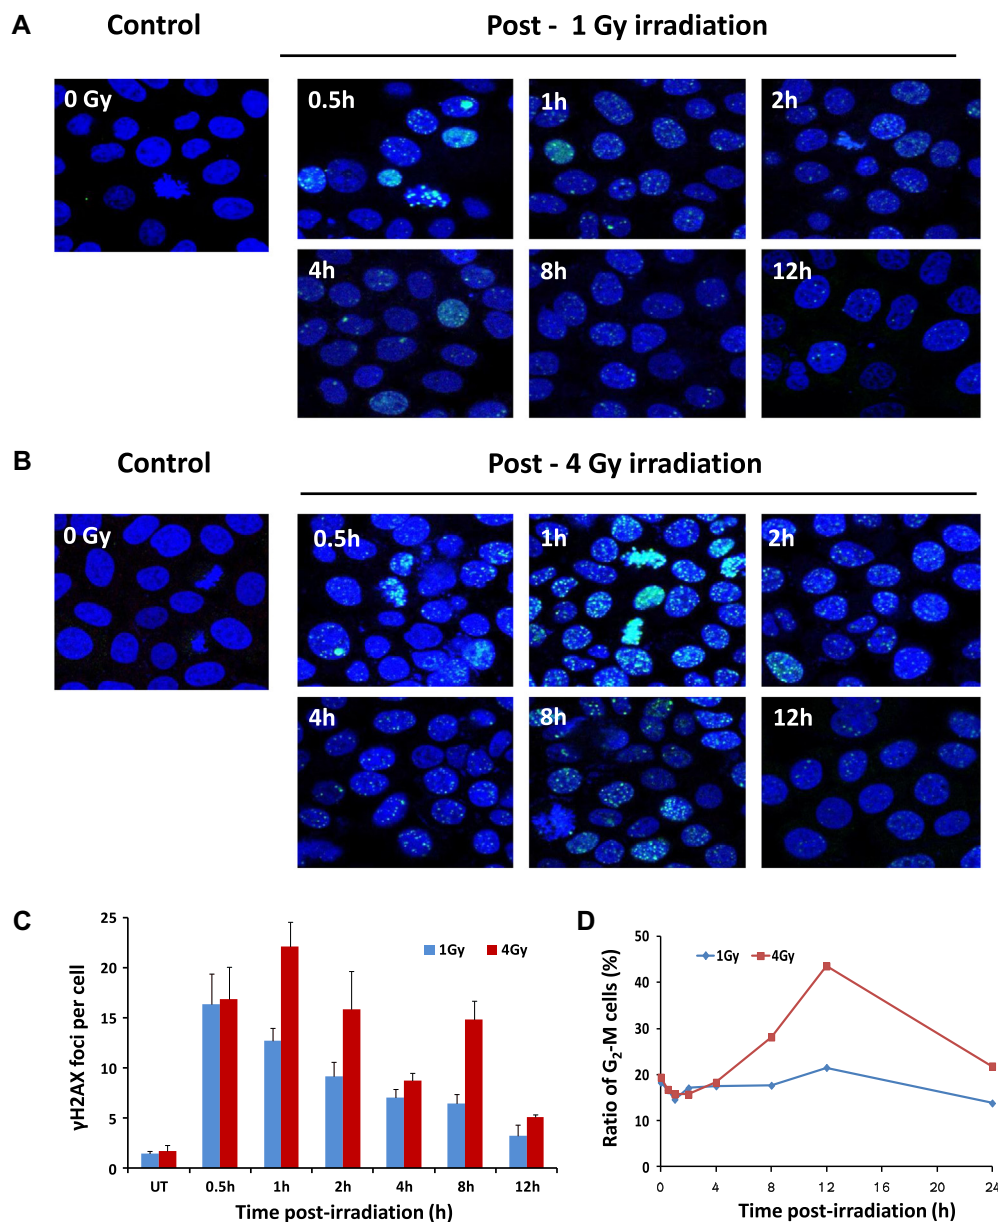 A
Control
Post - 1 Gy irradiation
0 Gy
0.5h
1h
2h
4h
8h
12h
B
Control
Post - 4 Gy irradiation
0 Gy
0.5h
1h
2h
4h
8h
12h
C
γH2AX foci per cell
25
20
15
10
5
0
1Gy
4Gy
UT
0.5h
1h
2h
4h
8h
12h
Time post-irradiation (h)
D
Ratio of G₂-M cells (%)
50
40
30
20
10
0
1Gy
4Gy
0
4
8
12
16
20
24
Time post-irradiation (h)